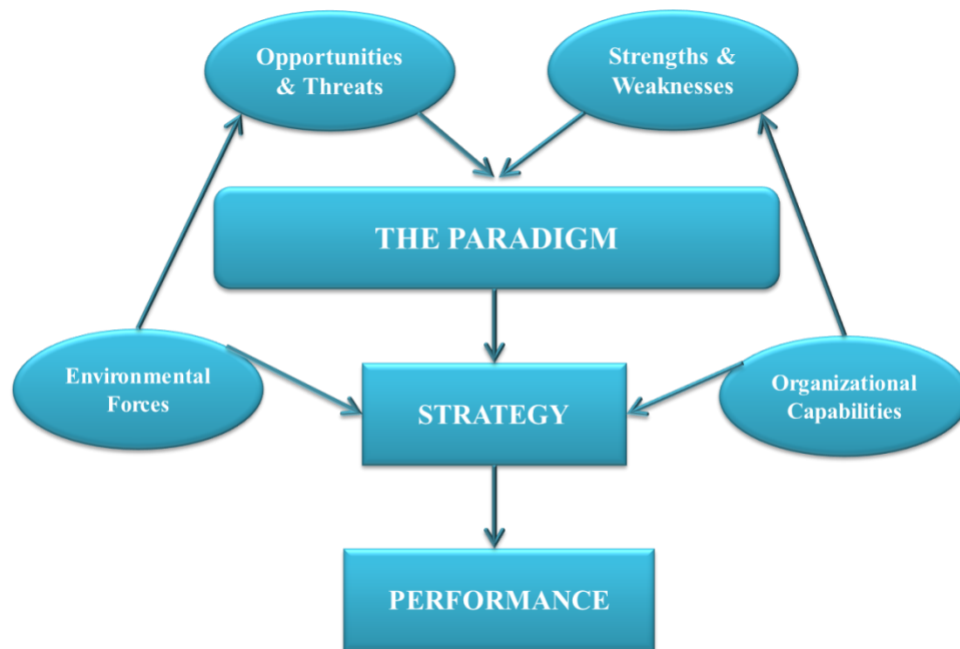 Opportunities
& Threats
Strengths &
Weaknesses
THE PARADIGM
Environmental
Forces
STRATEGY
Organizational
Capabilities
PERFORMANCE